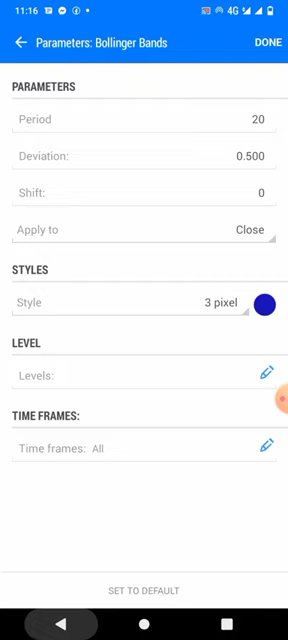 11:16
4G
Parameters: Bollinger Bands
DONE
PARAMETERS
Period 20
Deviation: 0.500
Shift: 0
Apply to Close
STYLES
Style 3 pixel
LEVEL
Levels:
TIME FRAMES:
Time frames: All
SET TO DEFAULT